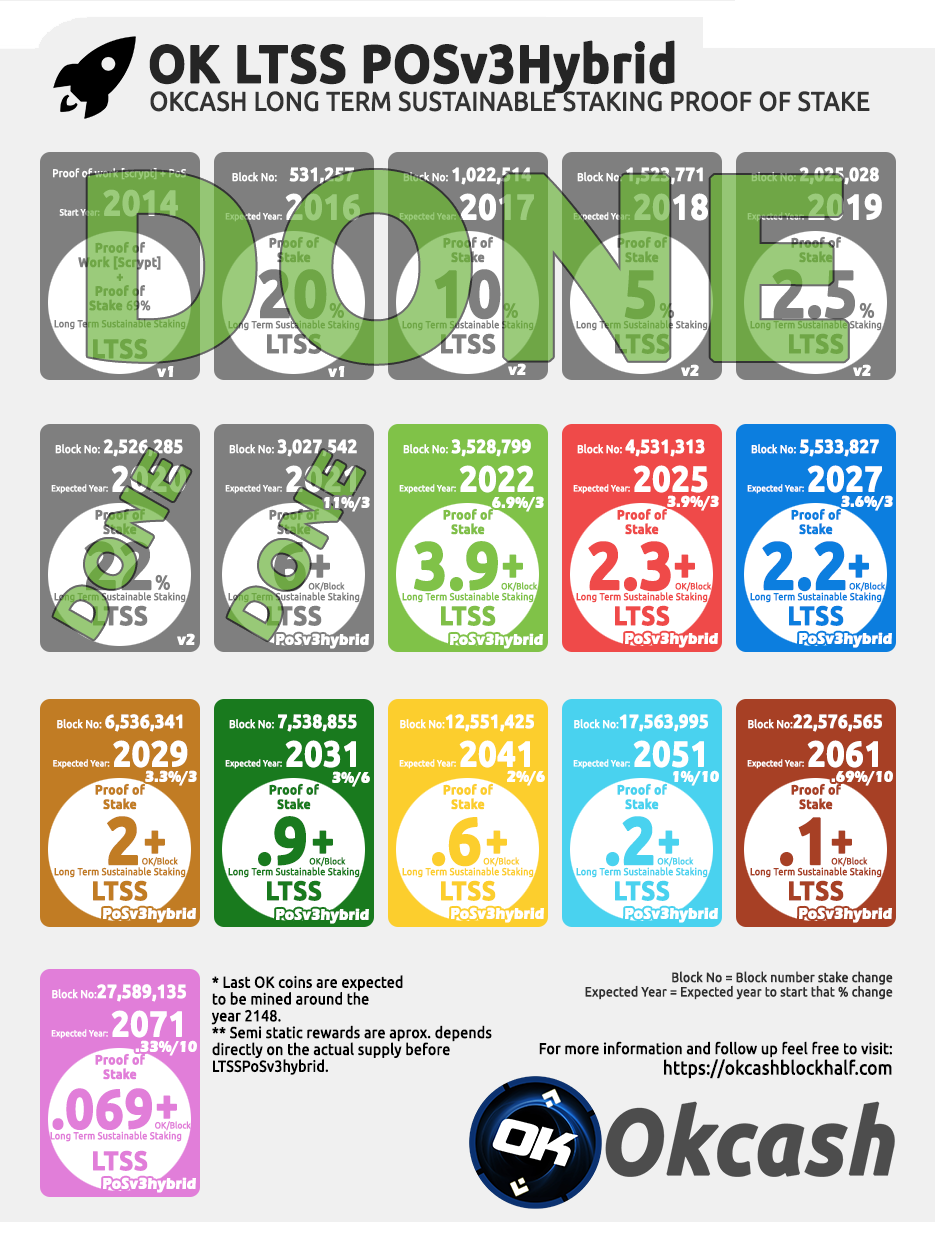 OK LTSS POSv3Hybrid
OKCASH LONG TERM SUSTAINABLE STAKING PROOF OF STAKE
DONE
Proof of work [scrypt] + PoS
Start Year: 2014
Proof of
Work [Scrypt]
+
Proof of
Stake 69%
Long Term Sustainable Staking
LTSS
v1
Block No: 531,257
Expected Year: 2016
Proof of
Stake
20%
Long Term Sustainable Staking
LTSS
v1
Block No: 1,022,514
Expected Year: 2017
Proof of
Stake
10%
Long Term Sustainable Staking
LTSS
v2
Block No: 1,523,771
Expected Year: 2018
Proof of
Stake
5%
Long Term Sustainable Staking
LTSS
v2
Block No: 2,025,028
Expected Year: 2019
Proof of
Stake
2.5%
Long Term Sustainable Staking
LTSS
v2
Block No: 2,526,285
Expected Year: 2020
Proof of
Stake
%
Long Term Sustainable Staking
LTSS
v2
DONE
Block No: 3,027,542
Expected Year: 2021
11%/3
Proof of
Stake
+
OK/Block
Long Term Sustainable Staking
LTSS
PoSv3hybrid
DONE
Block No: 3,528,799
Expected Year: 2022
6.9%/3
Proof of
Stake
3.9+
OK/Block
Long Term Sustainable Staking
LTSS
PoSv3hybrid
Block No: 4,531,313
Expected Year: 2025
3.9%/3
Proof of
Stake
2.3+
OK/Block
Long Term Sustainable Staking
LTSS
PoSv3hybrid
Block No: 5,533,827
Expected Year: 2027
3.6%/3
Proof of
Stake
2.2+
OK/Block
Long Term Sustainable Staking
LTSS
PoSv3hybrid
Block No: 6,536,341
Expected Year: 2029
3.3%/3
Proof of
Stake
2+
OK/Block
Long Term Sustainable Staking
LTSS
PoSv3hybrid
Block No: 7,538,855
Expected Year: 2031
3%/6
Proof of
Stake
.9+
OK/Block
Long Term Sustainable Staking
LTSS
PoSv3hybrid
Block No:12,551,425
Expected Year: 2041
2%/6
Proof of
Stake
.6+
OK/Block
Long Term Sustainable Staking
LTSS
PoSv3hybrid
Block No:17,563,995
Expected Year: 2051
1%/10
Proof of
Stake
.2+
OK/Block
Long Term Sustainable Staking
LTSS
PoSv3hybrid
Block No:22,576,565
Expected Year: 2061
.69%/10
Proof of
Stake
.1+
OK/Block
Long Term Sustainable Staking
LTSS
PoSv3hybrid
Block No:27,589,135
Expected Year: 2071
.33%/10
Proof of
Stake
.069+
OK/Block
Long Term Sustainable Staking
LTSS
PoSv3hybrid
* Last OK coins are expected
to be mined around the
year 2148.
** Semi static rewards are aprox. depends
directly on the actual supply before
LTSSPoSv3hybrid.
Block No = Block number stake change
Expected Year = Expected year to start that % change
For more information and follow up feel free to visit:
https://okcashblockhalf.com
OK
Okcash